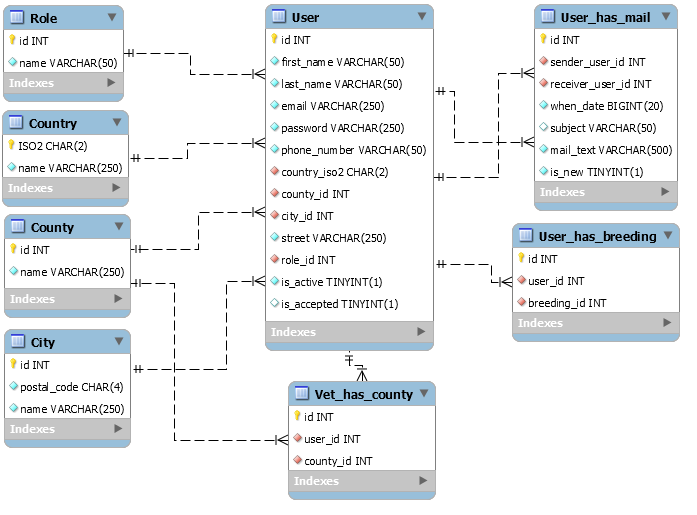 Role
id INT
name VARCHAR(50)
Indexes
Country
ISO2 CHAR(2)
name VARCHAR(250)
Indexes
County
id INT
name VARCHAR(250)
Indexes
City
id INT
postal_code CHAR(4)
name VARCHAR(250)
Indexes
User
id INT
first_name VARCHAR(50)
last_name VARCHAR(50)
email VARCHAR(250)
password VARCHAR(250)
phone_number VARCHAR(50)
country_iso2 CHAR(2)
county_id INT
city_id INT
street VARCHAR(250)
role_id INT
is_active TINYINT(1)
is_accepted TINYINT(1)
Indexes
Vet_has_county
id INT
user_id INT
county_id INT
Indexes
User_has_mail
id INT
sender_user_id INT
receiver_user_id INT
when_date BIGINT(20)
subject VARCHAR(50)
mail_text VARCHAR(500)
is_new TINYINT(1)
Indexes
User_has_breeding
id INT
user_id INT
breeding_id INT
Indexes